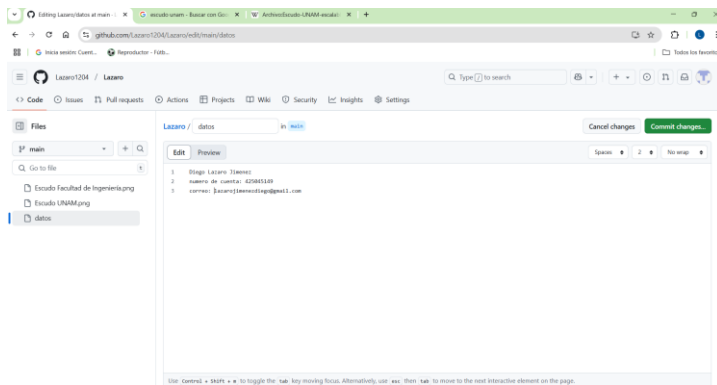 Editing Lazaro/datos at main · L
escudo unam - Buscar con Goo
Archivo:Escudo-UNAM-escalabl
github.com/Lazaro1204/Lazaro/edit/main/datos
Inicia sesión: Cuent...
Reproductor - Fútb...
Todos los favoritos
Lazaro1204 / Lazaro
Type / to search
Code
Issues
Pull requests
Actions
Projects
Wiki
Security
Insights
Settings
Files
Lazaro / datos in main
Cancel changes
Commit changes...
main
Edit Preview
Spaces 2 No wrap
Go to file t
1 Diego Lazaro Jimenez
2 numero de cuenta: 425045149
3 correo: lazarojimenezdiego@gmail.com
Escudo Facultad de Ingeniería.png
Escudo UNAM.png
datos
Use Control + Shift + m to toggle the tab key moving focus. Alternatively, use esc then tab to move to the next interactive element on the page.